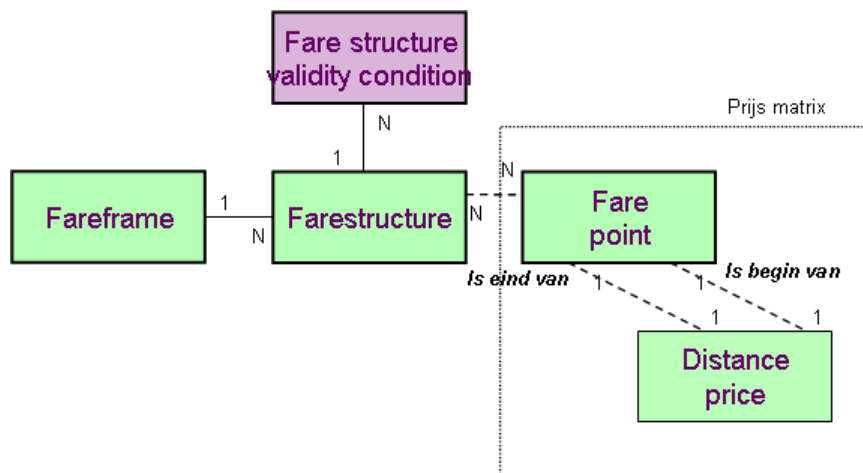 Fare structure
validity condition
Prijs matrix
N
1
N
Fareframe
1
N
Farestructure
N
Fare
point
Is eind van
1
1
Is begin van
1
1
Distance
price